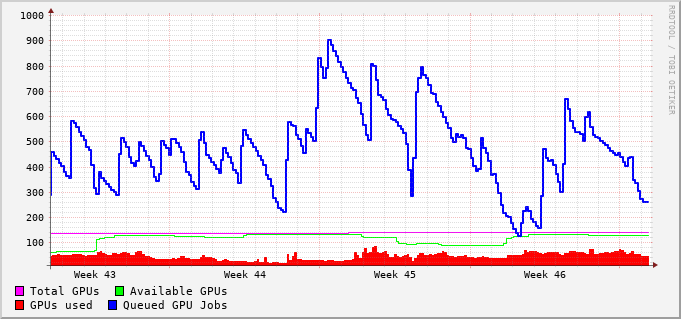 1000
900
800
700
600
500
400
300
200
100
Week 43 Week 44 Week 45 Week 46
Total GPUs Available GPUs
GPUs used Queued GPU Jobs
RRDTOOL / TOBI OETIKER